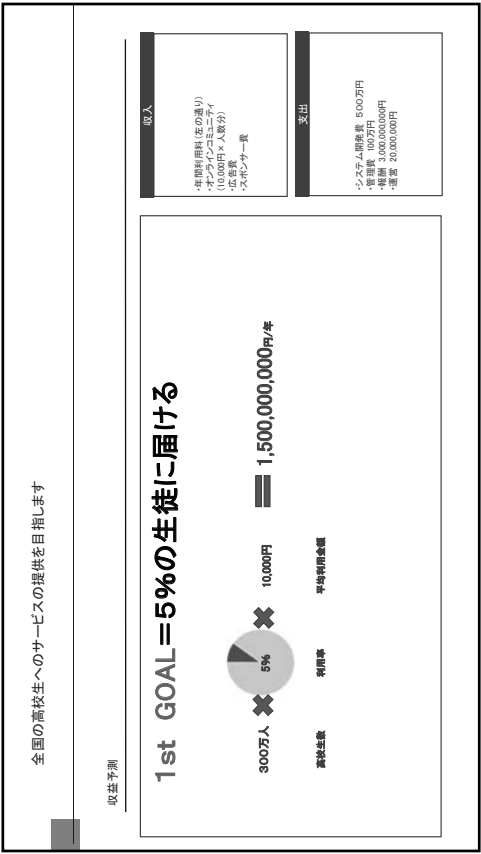 全国の高校生へのサービスの提供を目指します
収益予測
1st GOAL＝5%の生徒に届ける
300万人
5%
10,000円
1,500,000,000円/年
高校生数
利用率
平均利用金額
収入
・年間利用料（左の通り）
・オンラインコミュニティ
（10,000円×人数分）
・広告費
・スポンサー費
支出
・システム開発費 ５００万円
・管理費 100万円
・報酬 3,000,000,000円
・運営 20,000,000円